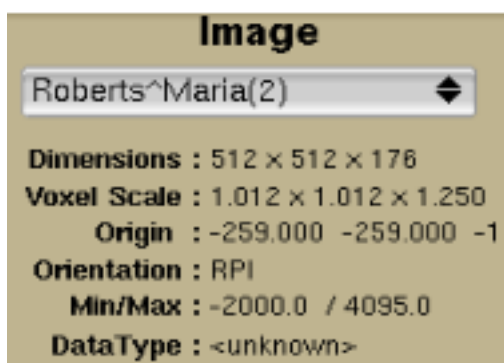 Image
Roberts^Maria(2)
Dimensions : 512 × 512 × 176
Voxel Scale : 1.012 × 1.012 × 1.250
Origin : -259.000 -259.000 -1
Orientation : RPI
Min/Max : -2000.0 / 4095.0
DataType : <unknown>